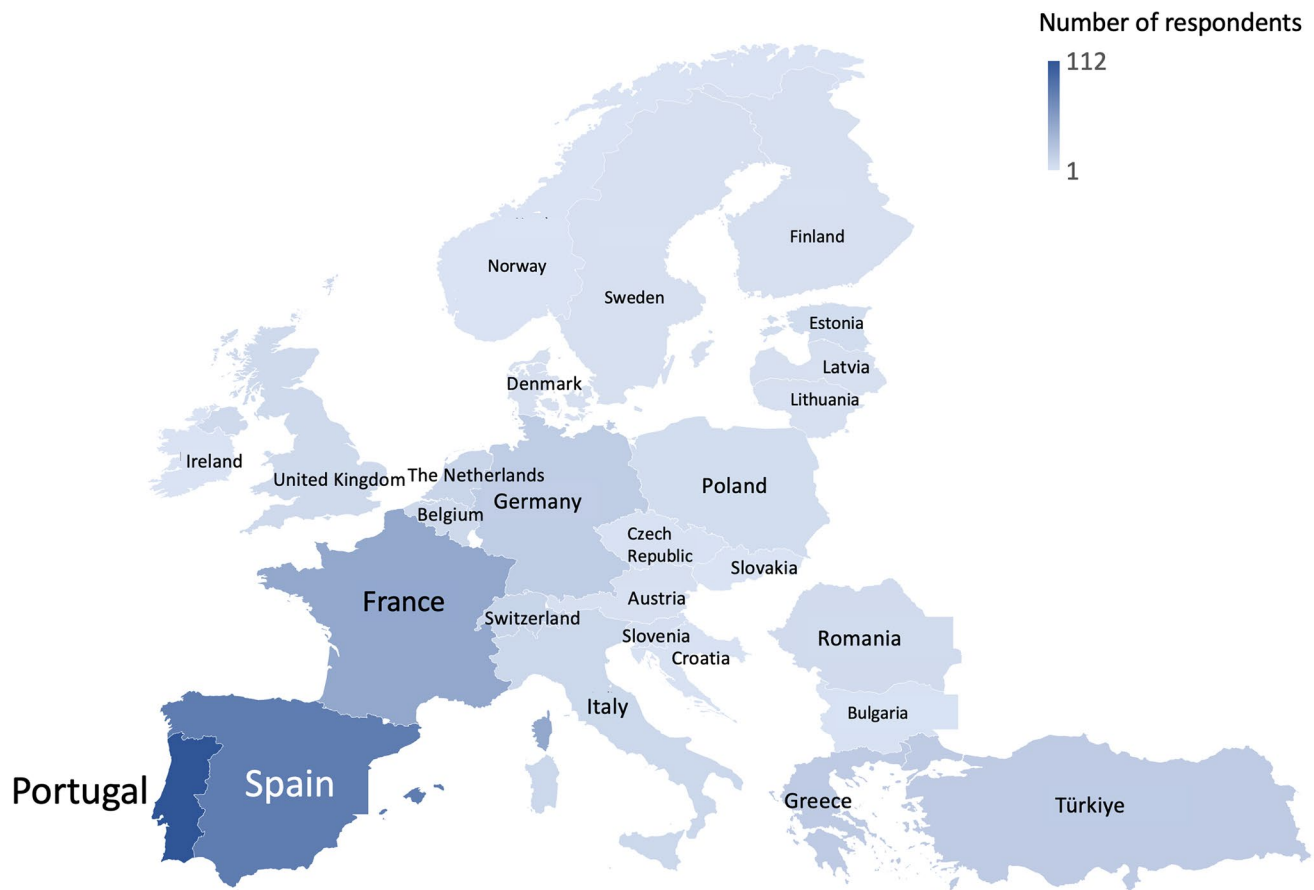 Number of respondents
112
1
Finland
Norway
Sweden
Estonia
Latvia
Denmark
Lithuania
Ireland
United Kingdom
The Netherlands
Germany
Poland
Belgium
Czech
Republic
Slovakia
France
Austria
Switzerland
Slovenia
Romania
Croatia
Italy
Bulgaria
Portugal
Spain
Greece
Türkiye